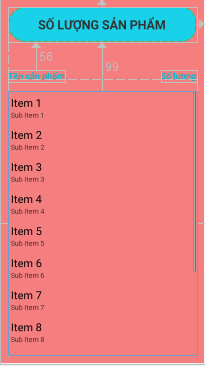 SỐ LƯỢNG SẢN PHẨM
56
99
Tên sản phẩm Số lượng
Item 1
Sub Item 1
Item 2
Sub Item 2
Item 3
Sub Item 3
Item 4
Sub Item 4
Item 5
Sub Item 5
Item 6
Sub Item 6
Item 7
Sub Item 7
Item 8
Sub Item 8